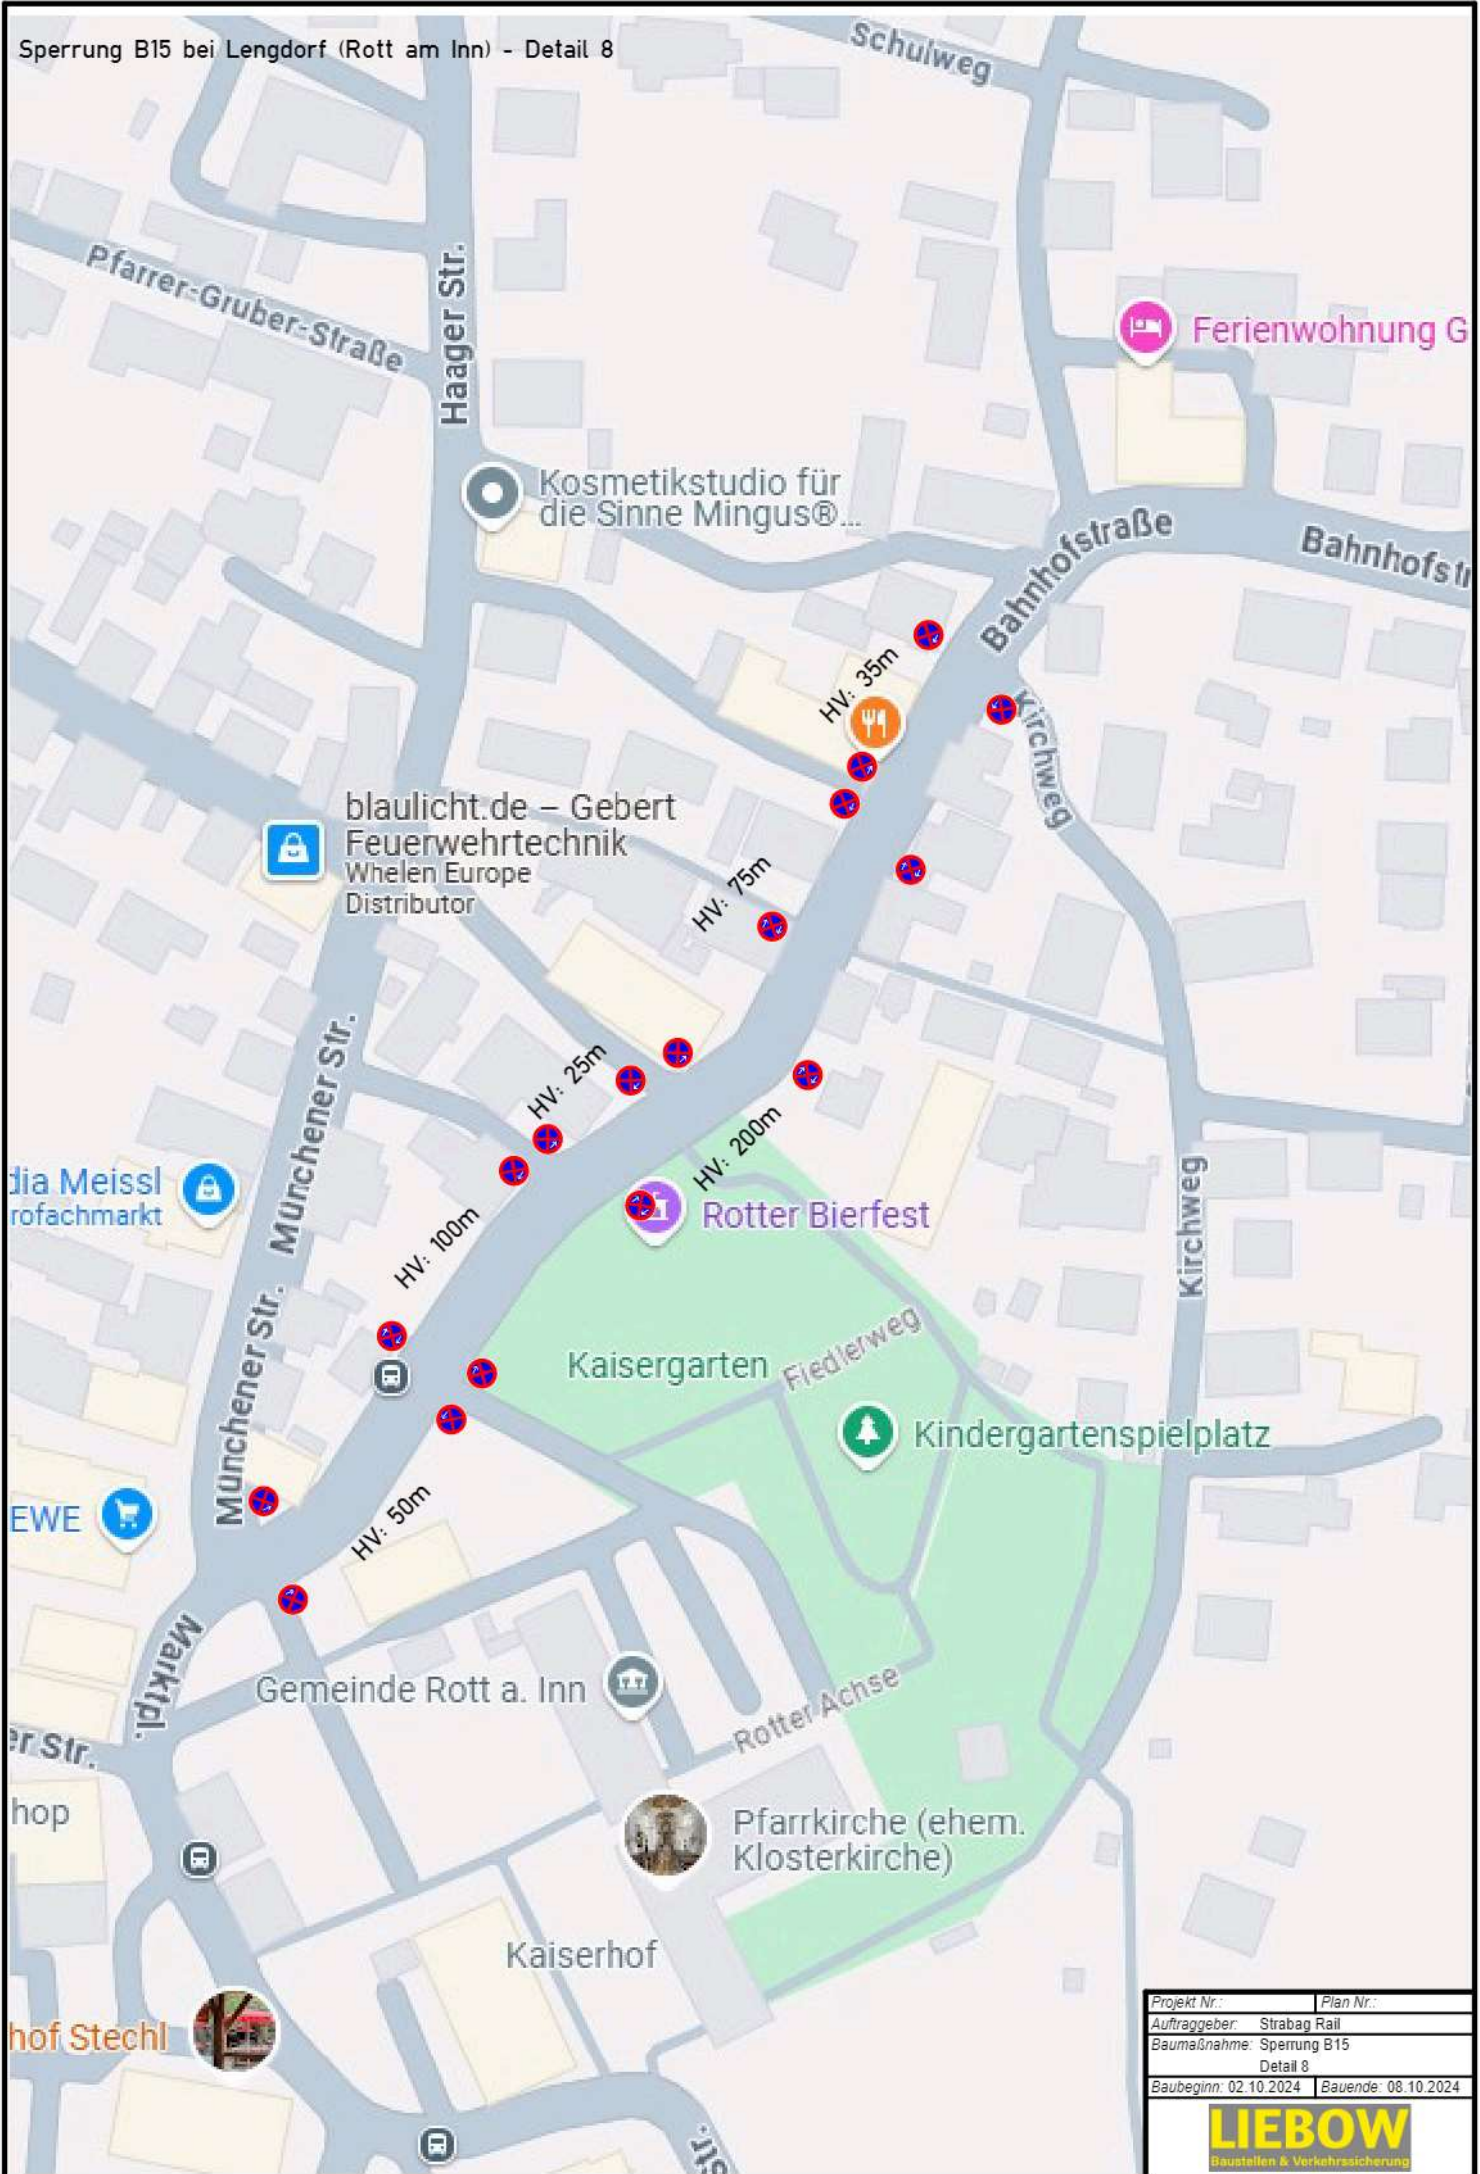 Sperrung B15 bei Lengdorf (Rott am Inn) - Detail 8
Schulweg
Pfarrer-Gruber-Straße
Haager Str.
Ferienwohnung G
Kosmetikstudio für
die Sinne Mingus®...
Bahnhofstraße
Bahnhofstr
HV: 35m
Kirchweg
blaulicht.de – Gebert
Feuerwehrtechnik
Whelen Europe
Distributor
HV: 75m
Münchener Str.
HV: 25m
HV: 200m
dia Meissl
rofachmarkt
Münchener Str.
HV: 100m
Rotter Bierfest
Kirchweg
Münchener Str.
Kaisergarten
Fiedlerweg
Kindergartenspielplatz
EWE
HV: 50m
Marktpl.
Gemeinde Rott a. Inn
Rotter Achse
er Str.
hop
Pfarrkirche (ehem.
Klosterkirche)
Kaiserhof
hof Stechl
Str.
Projekt Nr.: Plan Nr.:
Auftraggeber: Strabag Rail
Baumaßnahme: Sperrung B15
Detail 8
Baubeginn: 02.10.2024 Bauende: 08.10.2024
LIEBOW
Baustellen & Verkehrssicherung